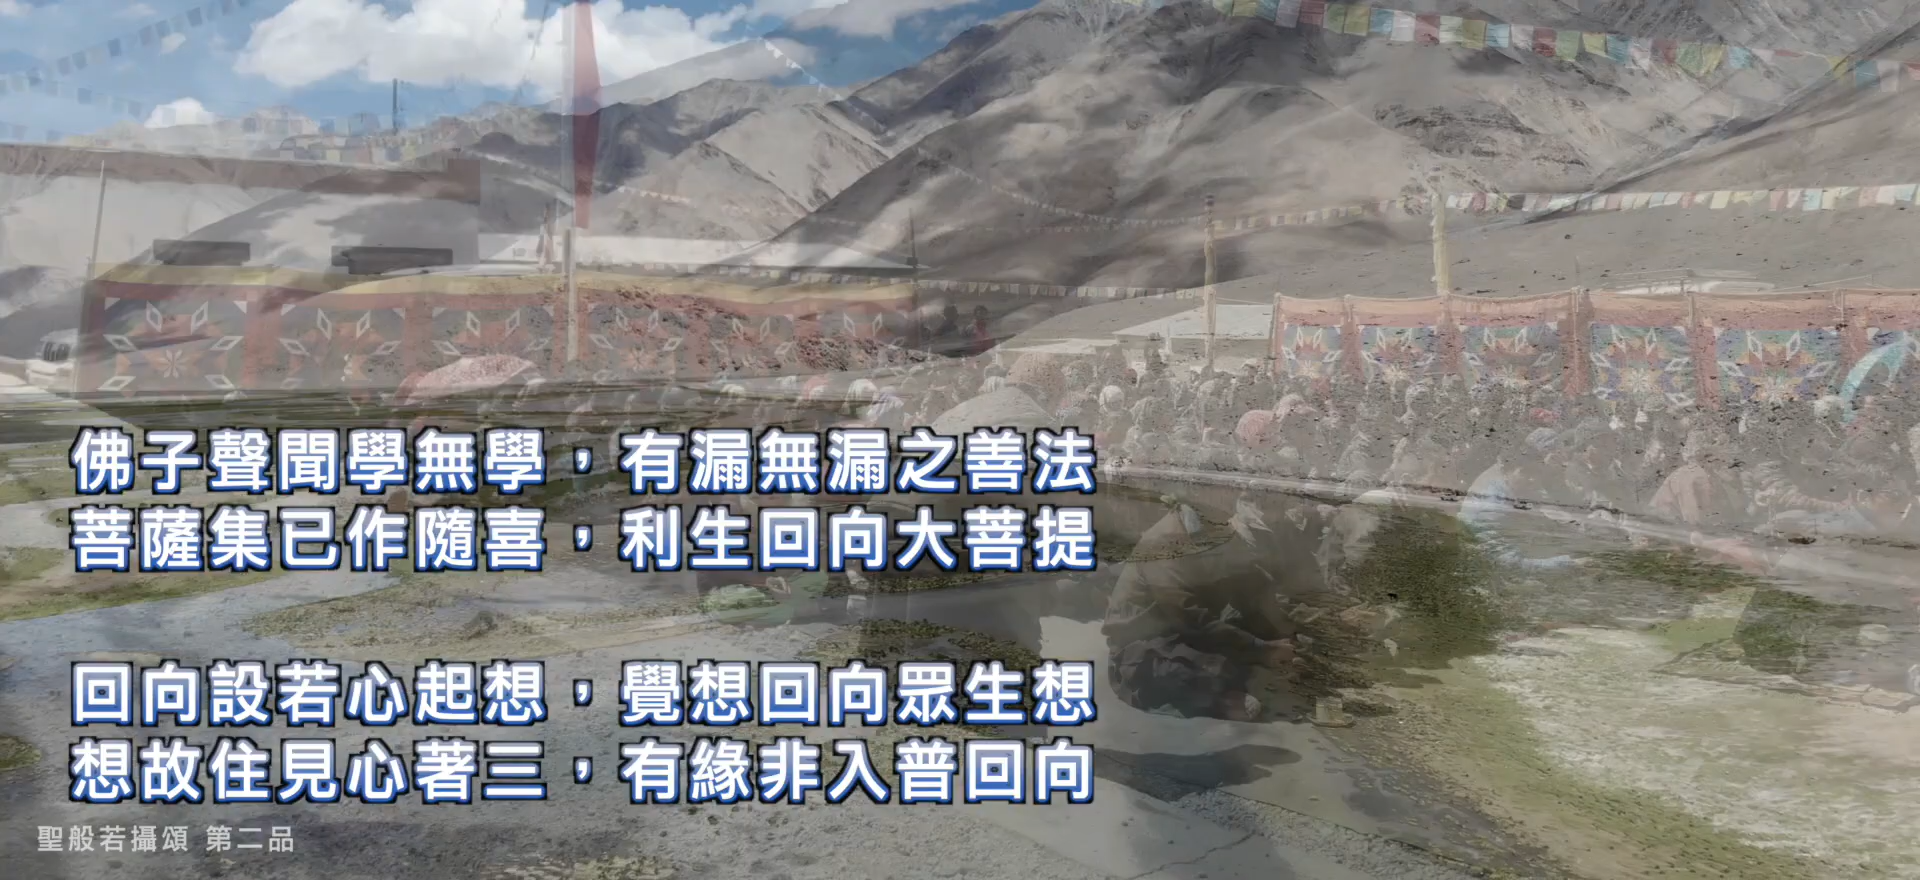 佛子聲聞學無學，有漏無漏之善法
菩薩集已作隨喜，利生回向大菩提
回向設若心起想，覺想回向眾生想
想故住見心著三，有緣非入普回向
聖般若攝頌 第二品